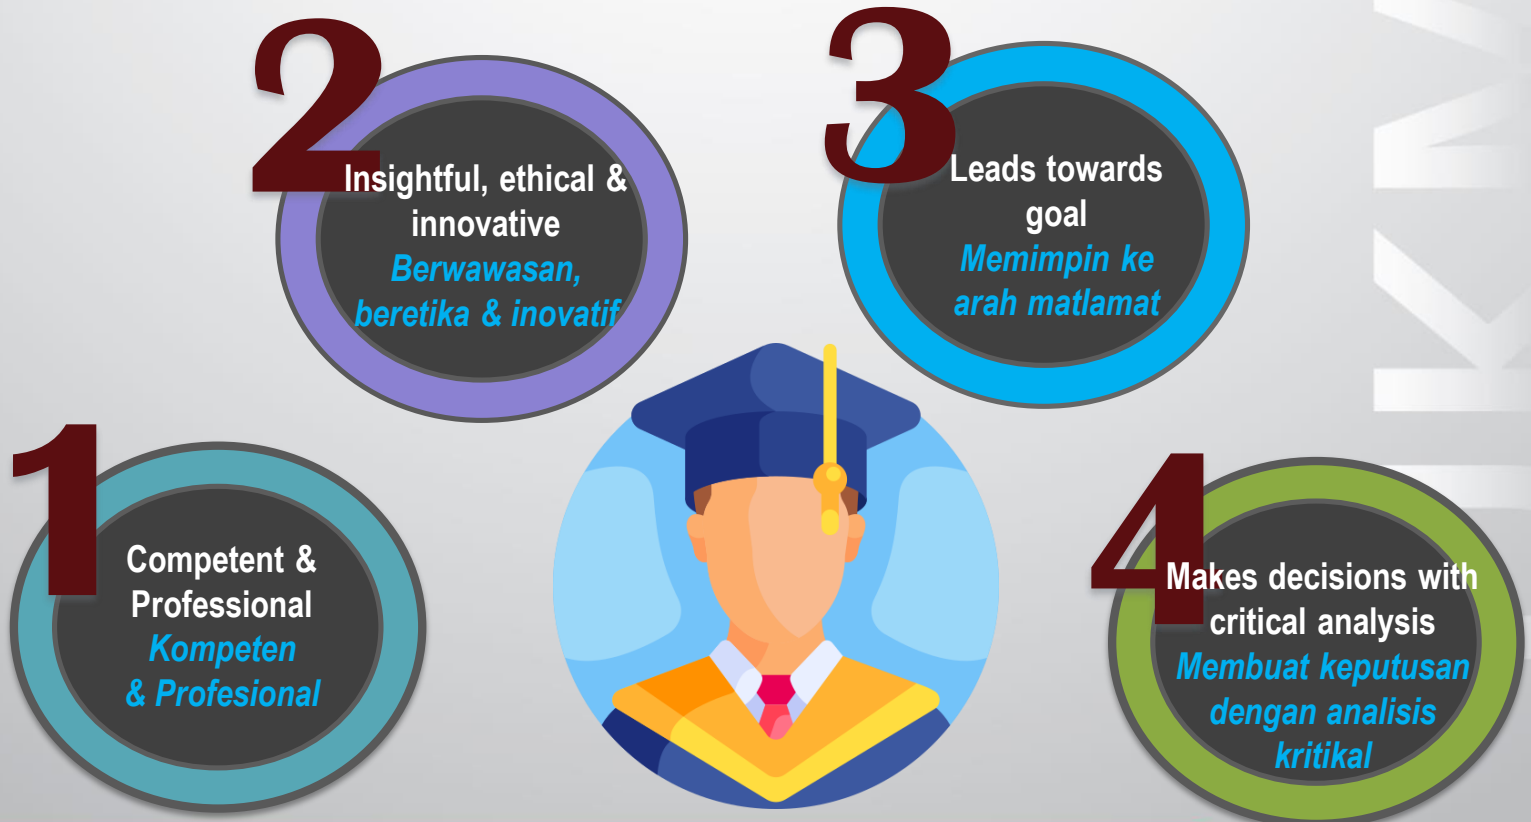 1
Competent &
Professional
Kompeten
& Profesional
2
Insightful, ethical &
innovative
Berwawasan,
beretika & inovatif
3
Leads towards
goal
Memimpin ke
arah matlamat
4
Makes decisions with
critical analysis
Membuat keputusan
dengan analisis
kritikal